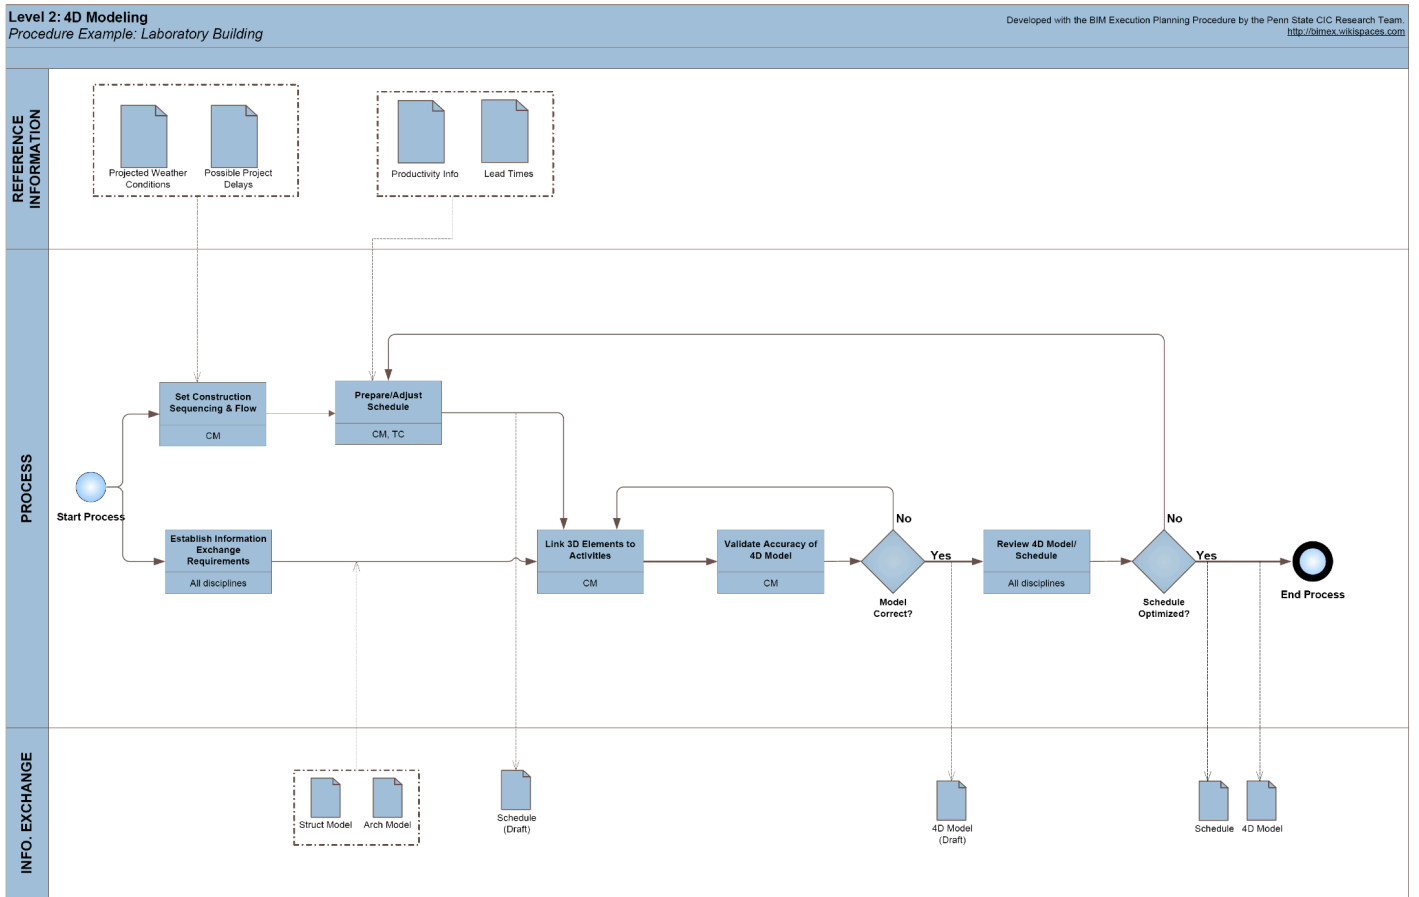 Level 2: 4D Modeling
Procedure Example: Laboratory Building
Developed with the BIM Execution Planning Procedure by the Penn State CIC Research Team.
http://bimex.wikispaces.com
REFERENCE
INFORMATION
Projected Weather
Conditions
Possible Project
Delays
Productivity Info
Lead Times
PROCESS
Start Process
Set Construction
Sequencing & Flow
CM
Prepare/Adjust
Schedule
CM, TC
Establish Information
Exchange
Requirements
All disciplines
Link 3D Elements to
Activities
CM
Validate Accuracy of
4D Model
CM
No
Yes
Model
Correct?
Review 4D Model/
Schedule
All disciplines
No
Yes
Schedule
Optimized?
End Process
INFO. EXCHANGE
Struct Model
Arch Model
Schedule
(Draft)
4D Model
(Draft)
Schedule
4D Model